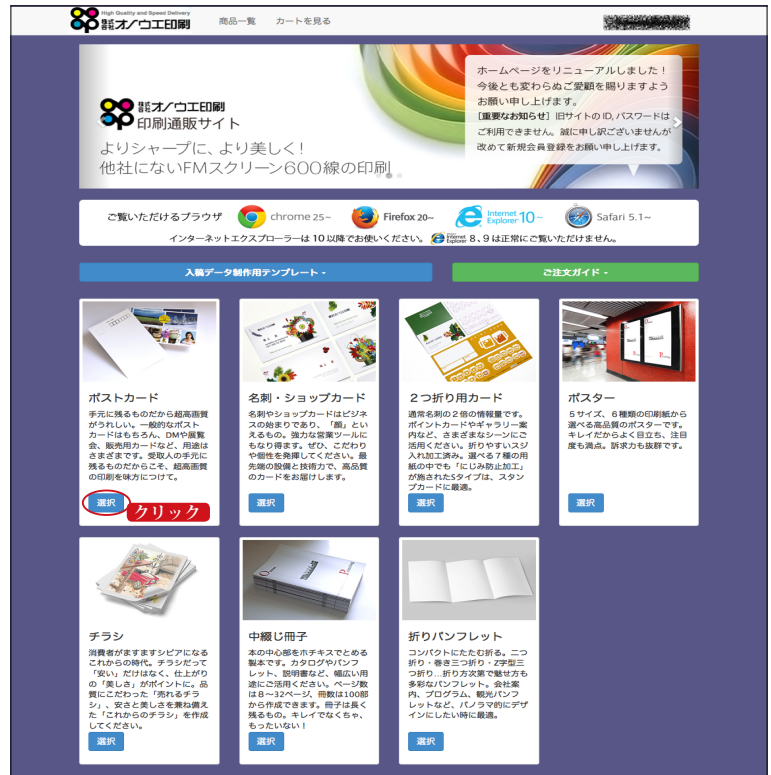 High Quality and Speed Delivery
株式会社オノウエ印刷
商品一覧 カートを見る
株式会社オノウエ印刷
印刷通販サイト
よりシャープに、より美しく！
他社にないFMスクリーン600線の印刷
ホームページをリニューアルしました！
今後とも変わらぬご愛顧を賜りますよう
お願い申し上げます。
［重要なお知らせ］旧サイトの ID, パスワードは
ご利用できません。誠に申し訳ございませんが
改めて新規会員登録をお願い申し上げます。
ご覧いただけるブラウザ chrome 25~ Firefox 20~ Internet Explorer 10~ Safari 5.1~
インターネットエクスプローラーは 10 以降でお使いください。 Internet Explorer 8、9 は正常にご覧いただけません。
入稿データ制作用テンプレート
ご注文ガイド
ポストカード
手元に残るものだから超高画質
がうれしい。一般的なポスト
カードはもちろん、DMや展覧
会、販売用カードなど、用途は
さまざまです。受取人の手元に
残るものだからこそ、超高画質
の印刷を味方につけて。
選択
クリック
名刺・ショップカード
名刺やショップカードはビジネ
スの始まりであり、「顔」とい
えるもの。強力な営業ツールに
もなり得ます。ぜひ、こだわり
や個性を発揮してください。最
先端の設備と技術力で、高品質
のカードをお届けします。
選択
２つ折り用カード
通常名刺の２倍の情報量です。
ポイントカードやギャラリー案
内など、さまざまなシーンにご
活用ください。折りやすいスジ
入れ加工済み。選べる７種の用
紙の中でも「にじみ防止加工」
が施されたSタイプは、スタン
プカードに最適。
選択
ポスター
５サイズ、６種類の印刷紙から
選べる高品質のポスターです。
キレイだからよく目立ち、注目
度も満点。訴求力も抜群です。
選択
チラシ
消費者がますますシビアになる
これからの時代。チラシだって
「安い」だけはなく、仕上がり
の「美しさ」がポイントに。品
質にこだわった「売れるチラ
シ」、安さと美しさを兼ね備え
た「これからのチラシ」を作成
してください。
選択
中綴じ冊子
本の中心部をホチキスでとめる
製本です。カタログやパンフ
レット、説明書など、幅広い用
途にご活用ください。ページ数
は８～32ページ、冊数は100部
から作成できます。冊子は長く
残るもの。キレイでなくちゃ、
もったいない！
選択
折りパンフレット
コンパクトにたたむ折る。二つ
折り・巻き三つ折り・Z字型三
つ折り...折り方次第で魅せ方も
多彩なパンフレット。会社案
内、プログラム、観光パンフ
レットなど、パノラマ的にデザ
インにしたい時に最適。
選択